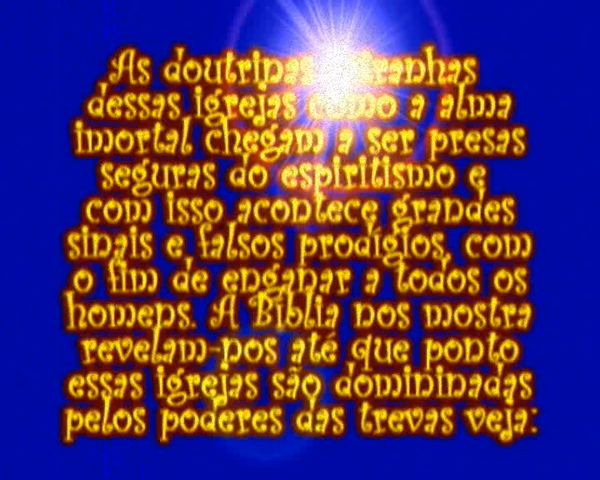 As doutrinas estranhas
dessas igrejas como a alma
imortal chegam a ser presas
seguras do espiritismo e
com isso acontece grandes
sinais e falsos prodígios, com
o fim de enganar a todos os
homens. A Bíblia nos mostra
revelam-nos até que ponto
essas igrejas são domininadas
pelos poderes das trevas veja: